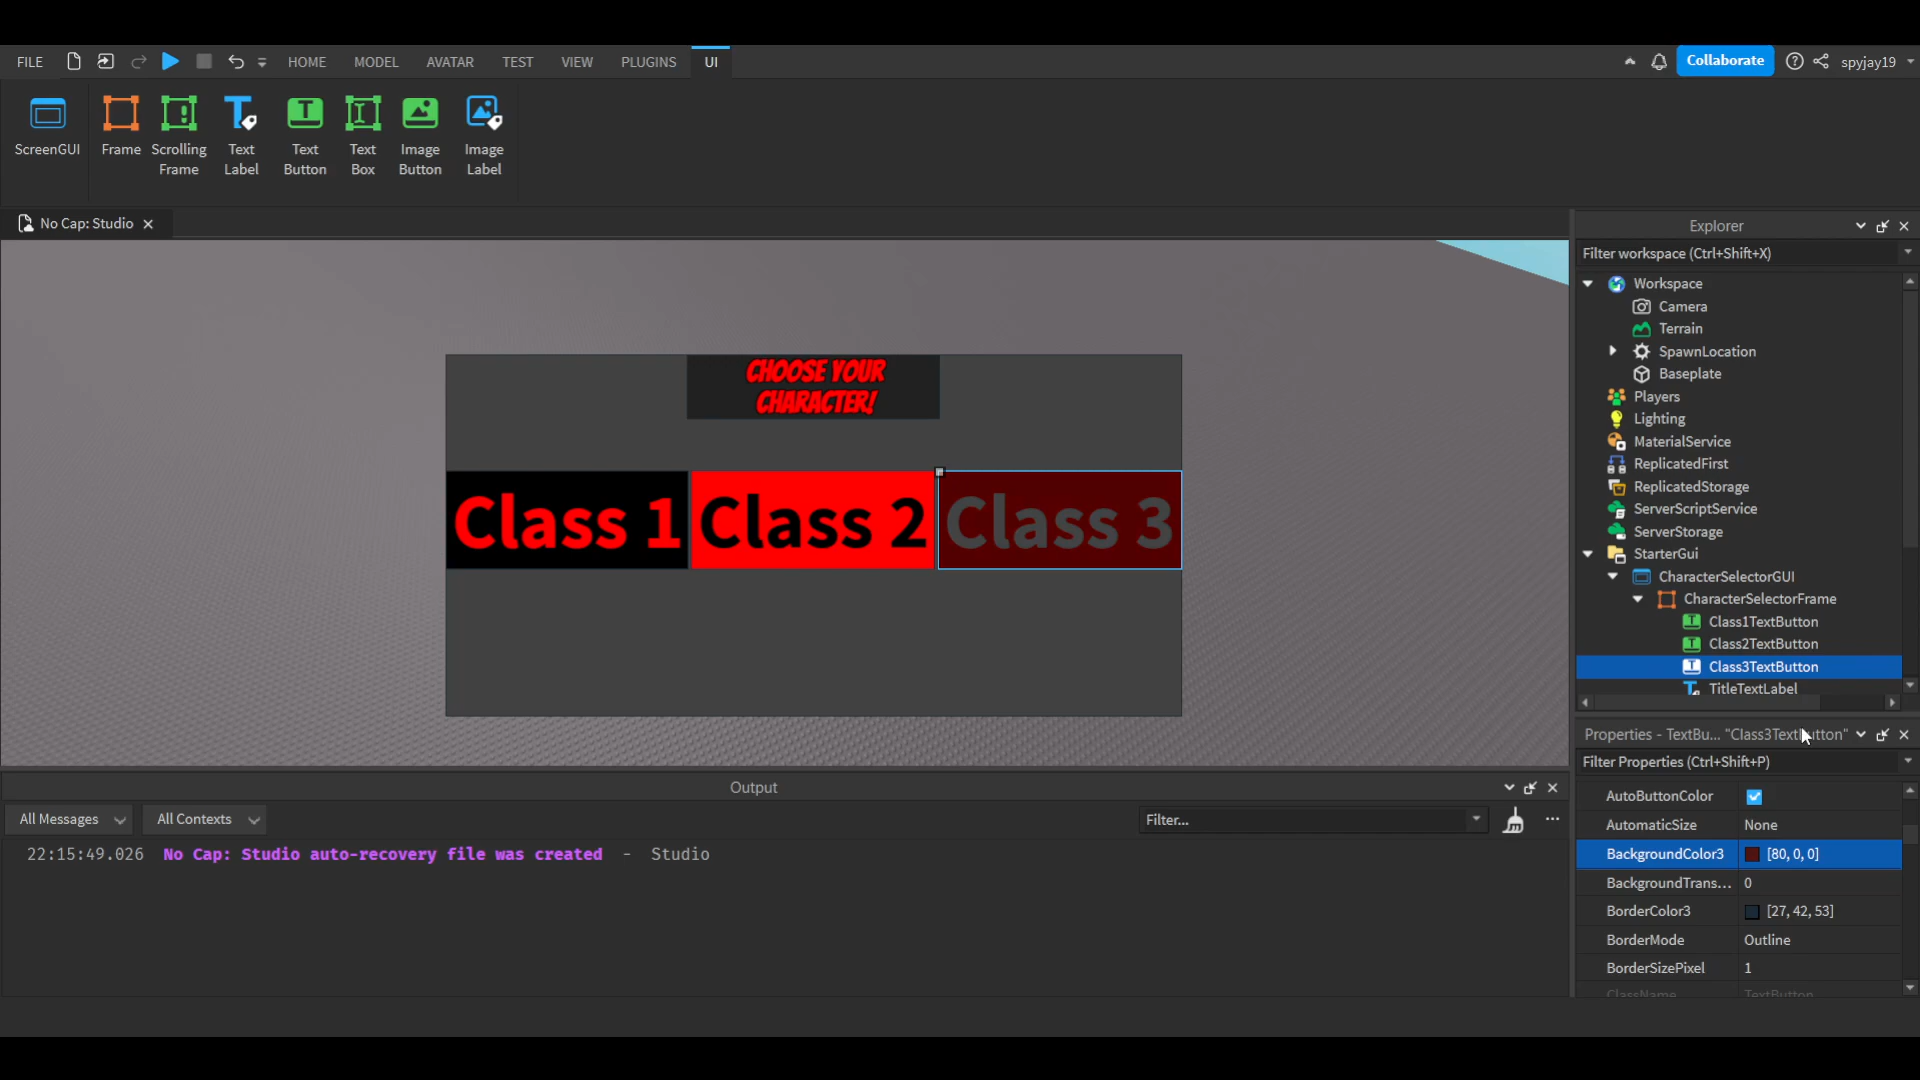 FILE
HOME
MODEL
AVATAR
TEST
VIEW
PLUGINS
UI
Collaborate
spyjay19
ScreenGUI
Frame
Scrolling
Frame
Text
Label
Text
Button
Text
Box
Image
Button
Image
Label
No Cap: Studio
CHOOSE YOUR
CHARACTER!
Class 1
Class 2
Class 3
Explorer
Filter workspace (Ctrl+Shift+X)
Workspace
Camera
Terrain
SpawnLocation
Baseplate
Players
Lighting
MaterialService
ReplicatedFirst
ReplicatedStorage
ServerScriptService
ServerStorage
StarterGui
CharacterSelectorGUI
CharacterSelectorFrame
Class1TextButton
Class2TextButton
Class3TextButton
TitleTextLabel
Properties - TextBu... "Class3TextButton"
Filter Properties (Ctrl+Shift+P)
AutoButtonColor
AutomaticSize None
BackgroundColor3 [80, 0, 0]
BackgroundTrans... 0
BorderColor3 [27, 42, 53]
BorderMode Outline
BorderSizePixel 1
ClassName TextButton
Output
All Messages
All Contexts
Filter...
22:15:49.026 No Cap: Studio auto-recovery file was created - Studio